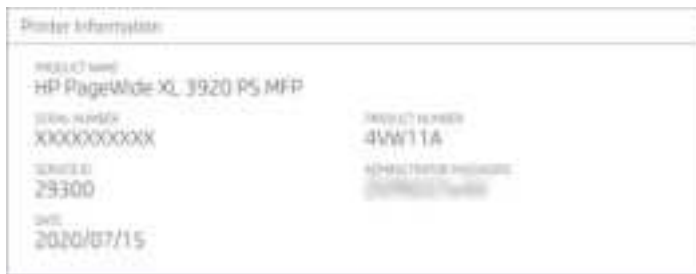 Printer Information
PRODUCT NAME
HP PageWide XL 3920 PS MFP
SERIAL NUMBER
XXXXXXXXXX
PRODUCT NUMBER
4VW11A
SERVICE ID
29300
ADMINISTRATOR PASSWORD
DATE
2020/07/15